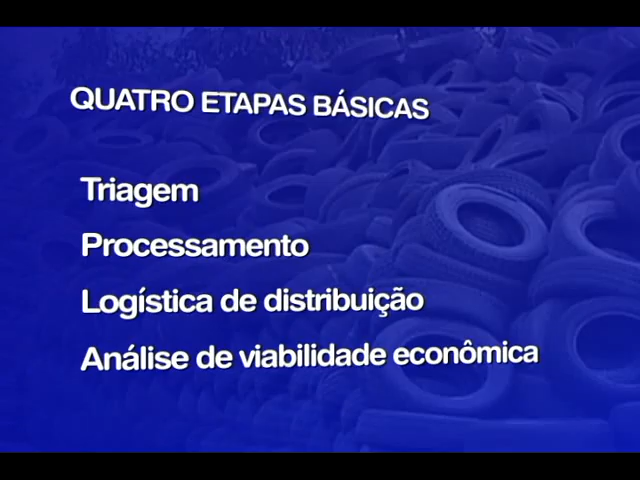 QUATRO ETAPAS BÁSICAS
Triagem
Processamento
Logística de distribuição
Análise de viabilidade econômica